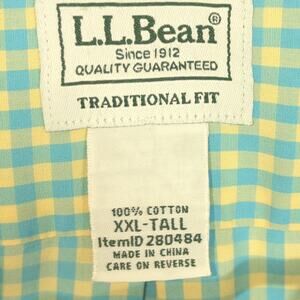 L.L.Bean®
Since 1912
QUALITY GUARANTEED
TRADITIONAL FIT
100% COTTON
XXL-TALL
ItemID 280484
MADE IN CHINA
CARE ON REVERSE